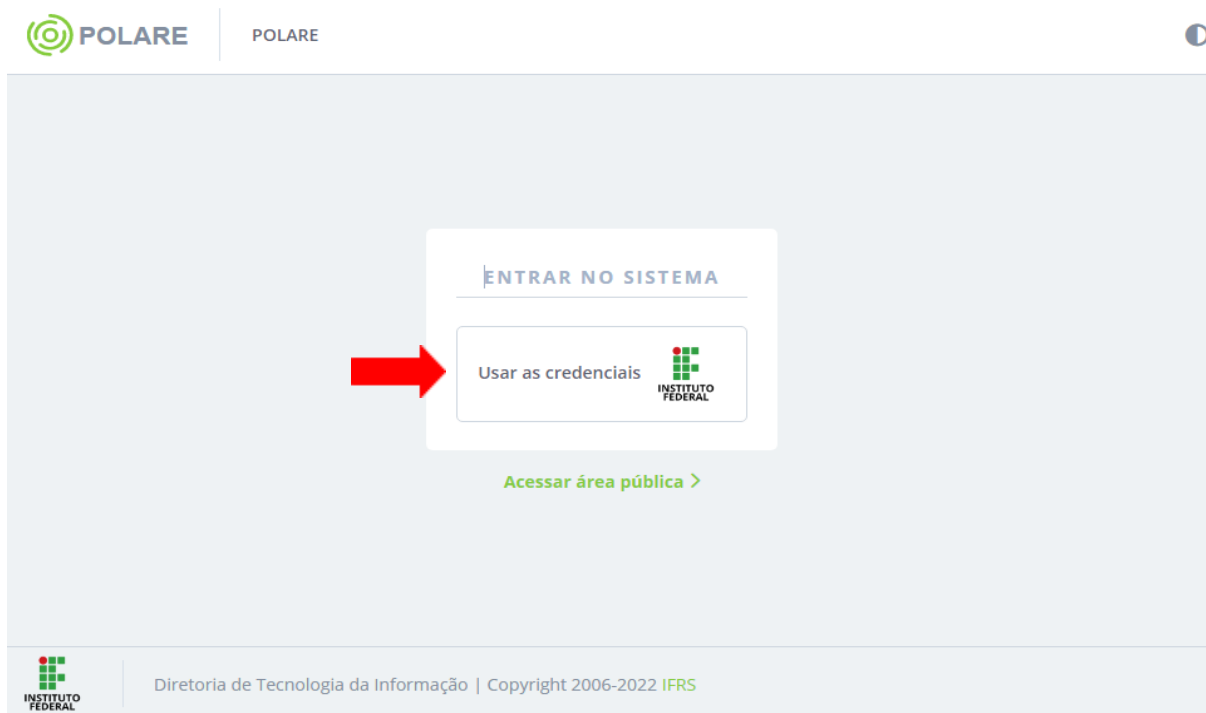 POLARE
POLARE
ENTRAR NO SISTEMA
Usar as credenciais
INSTITUTO
FEDERAL
Acessar área pública >
INSTITUTO
FEDERAL
Diretoria de Tecnologia da Informação | Copyright 2006-2022 IFRS